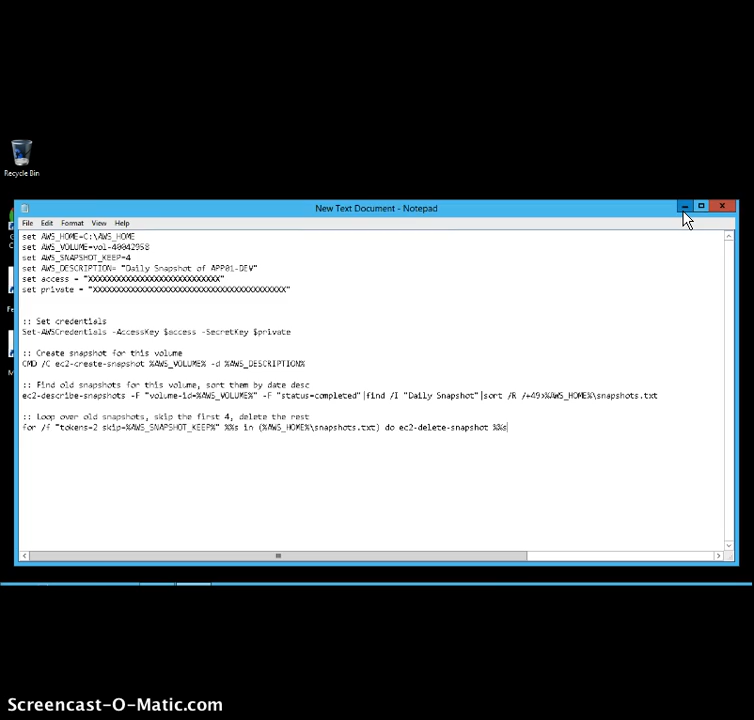 Recycle Bin
New Text Document - Notepad
File Edit Format View Help
set AWS_HOME=C:\AWS_HOME
set AWS_VOLUME=vol-40042958
set AWS_SNAPSHOT_KEEP=4
set AWS_DESCRIPTION= "Daily Snapshot of APP01-DEV"
set access = "XXXXXXXXXXXXXXXXXXXXXXXXXXXXX"
set private = "XXXXXXXXXXXXXXXXXXXXXXXXXXXXXXXXXXXXXXXXXX"
:: Set credentials
Set-AWSCredentials -AccessKey $access -SecretKey $private
:: Create snapshot for this volume
CMD /C ec2-create-snapshot %AWS_VOLUME% -d %AWS_DESCRIPTION%
:: Find old snapshots for this volume, sort them by date desc
ec2-describe-snapshots -F "volume-id=%AWS_VOLUME%" -F "status=completed"|find /I "Daily Snapshot"|sort /R /+49>%AWS_HOME%\snapshots.txt
:: Loop over old snapshots, skip the first 4, delete the rest
for /f "tokens=2 skip=%AWS_SNAPSHOT_KEEP%" %%s in (%AWS_HOME%\snapshots.txt) do ec2-delete-snapshot %%s
Screencast-O-Matic.com